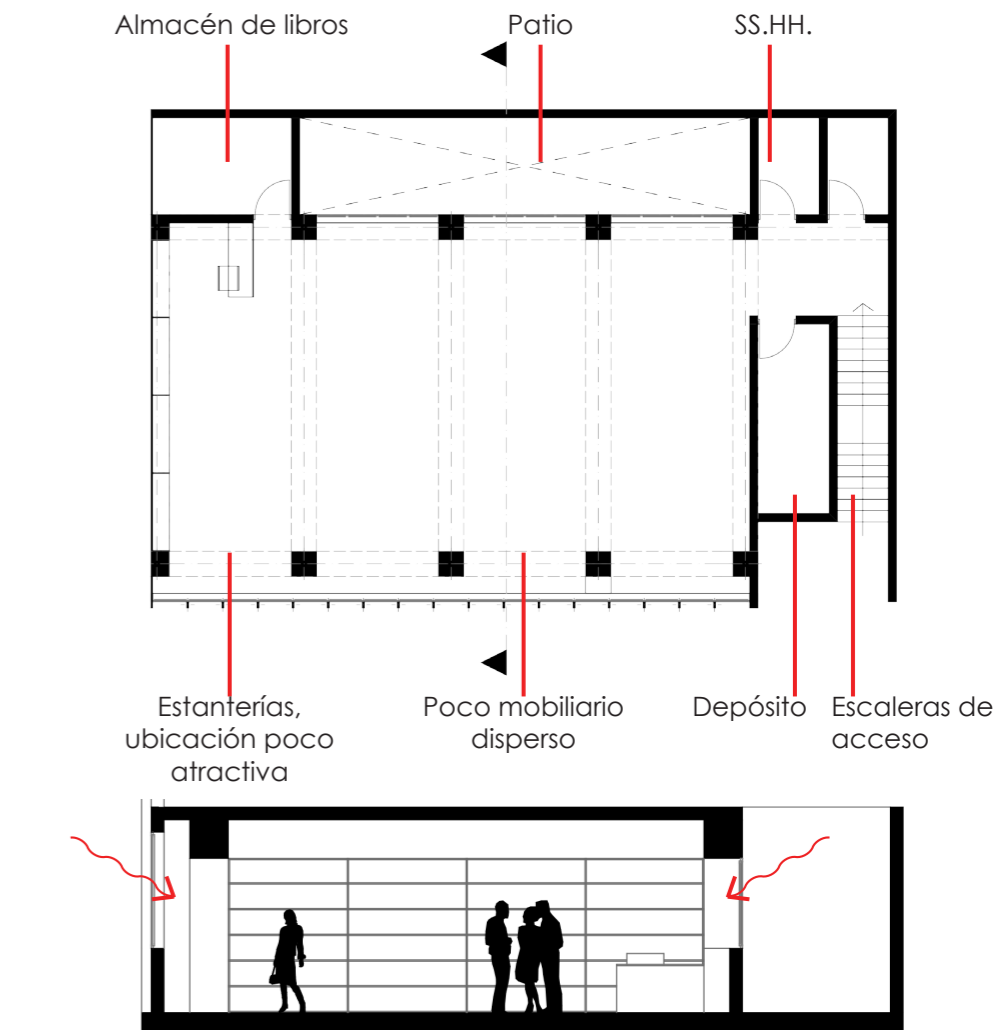 Almacén de libros
Patio
SS.HH.
Estanterías,
ubicación poco
atractiva
Poco mobiliario
disperso
Depósito
Escaleras de
acceso